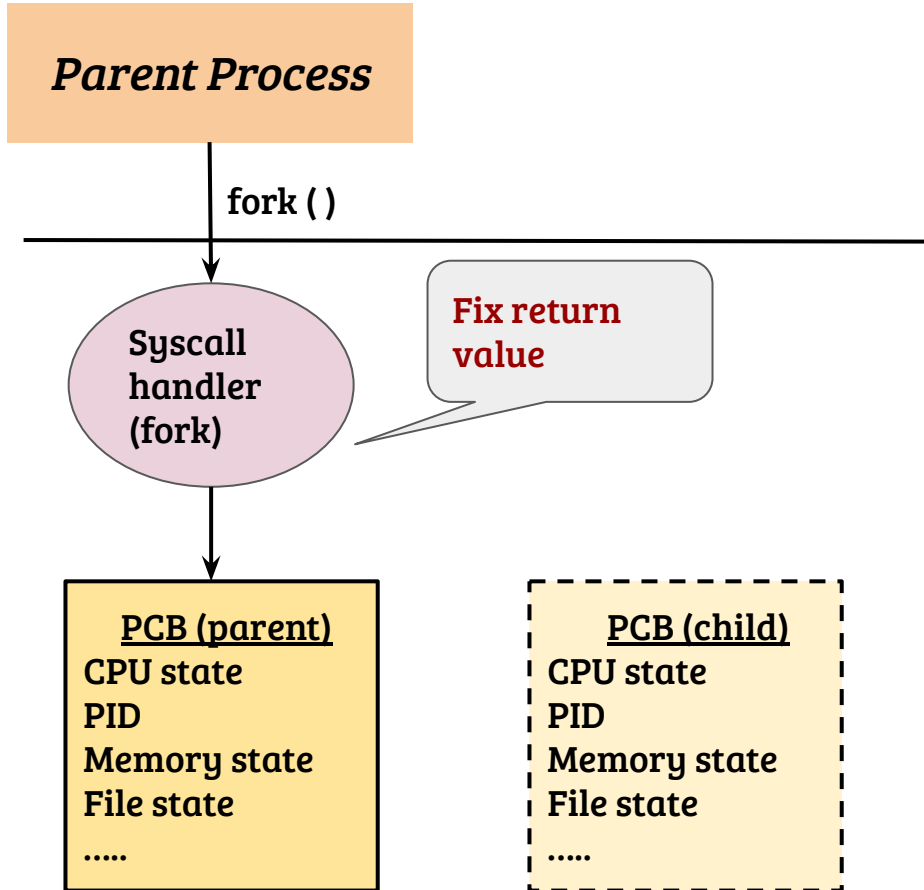 Parent Process
fork ( )
Fix return
value
Syscall
handler
(fork)
PCB (parent)
CPU state
PID
Memory state
File state
.....
PCB (child)
CPU state
PID
Memory state
File state
.....